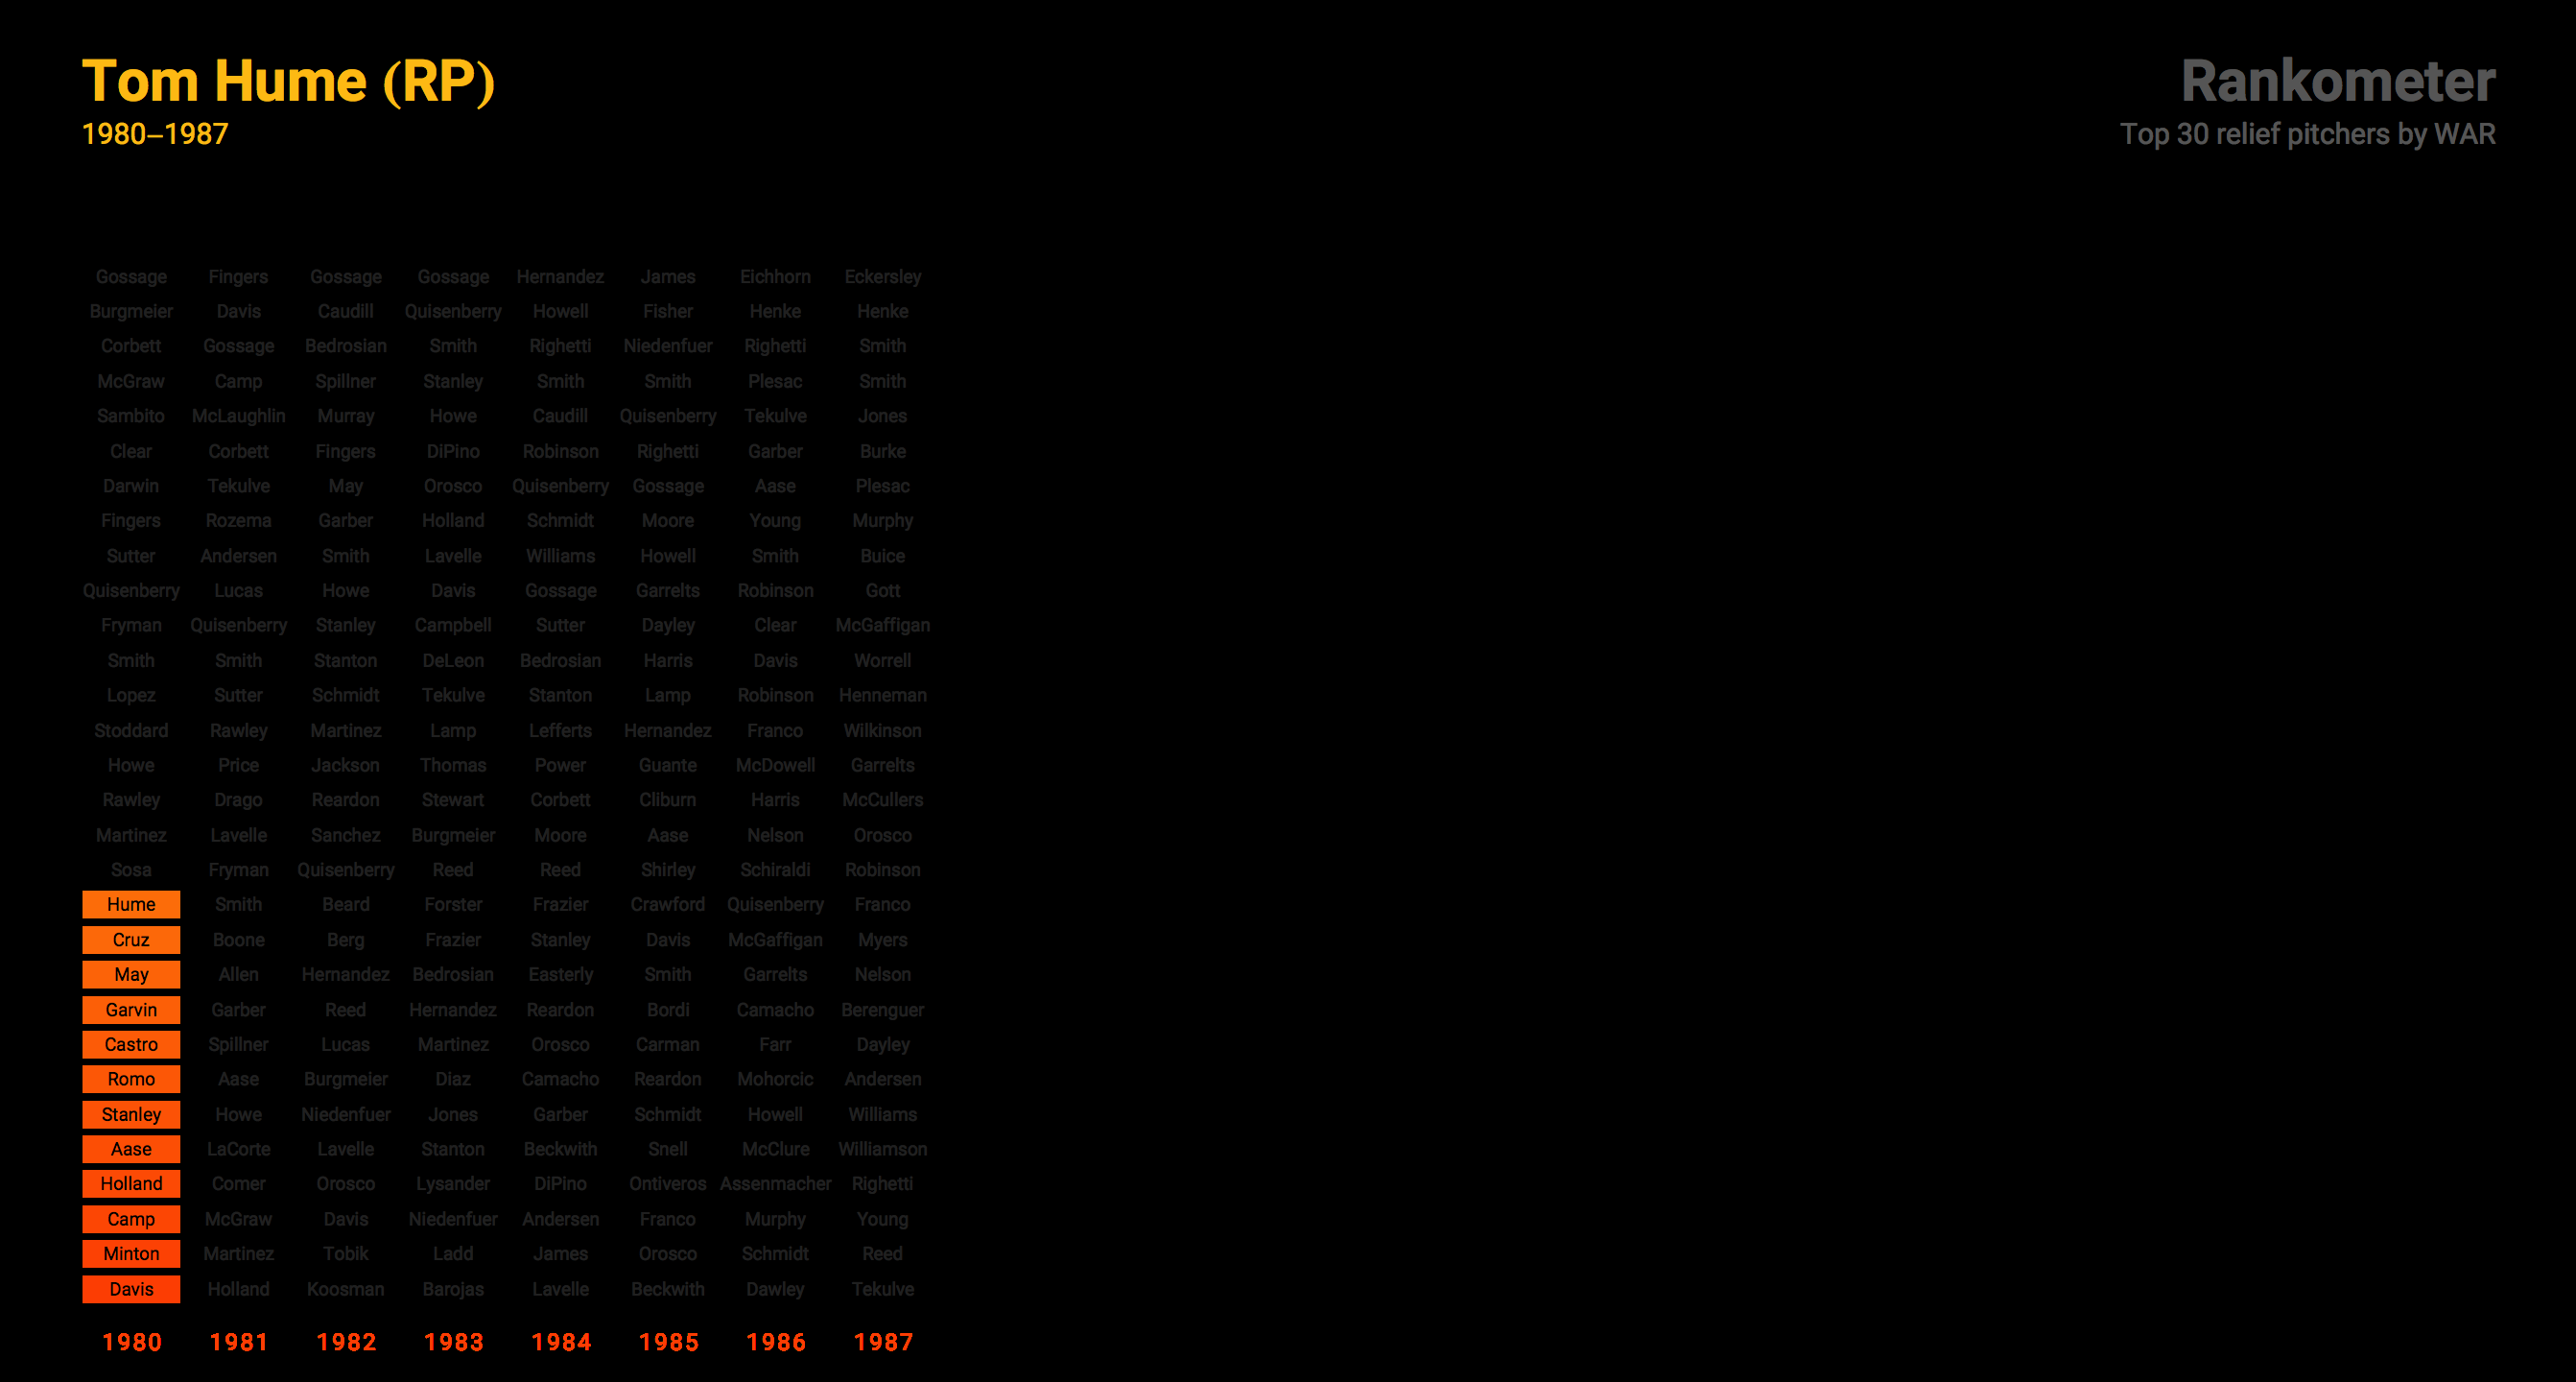 Tom Hume (RP)
1980–1987
Rankometer
Top 30 relief pitchers by WAR
Gossage Fingers Gossage Gossage Hernandez James Eichhorn Eckersley
Burgmeier Davis Caudill Quisenberry Howell Fisher Henke Henke
Corbett Gossage Bedrosian Smith Righetti Niedenfuer Righetti Smith
McGraw Camp Spillner Stanley Smith Smith Plesac Smith
Sambito McLaughlin Murray Howe Caudill Quisenberry Tekulve Jones
Clear Corbett Fingers DiPino Robinson Righetti Garber Burke
Darwin Tekulve May Orosco Quisenberry Gossage Aase Plesac
Fingers Rozema Garber Holland Schmidt Moore Young Murphy
Sutter Andersen Smith Lavelle Williams Howell Smith Buice
Quisenberry Lucas Howe Davis Gossage Garrelts Robinson Gott
Fryman Quisenberry Stanley Campbell Sutter Dayley Clear McGaffigan
Smith Smith Stanton DeLeon Bedrosian Harris Davis Worrell
Lopez Sutter Schmidt Tekulve Stanton Lamp Robinson Henneman
Stoddard Rawley Martinez Lamp Lefferts Hernandez Franco Wilkinson
Howe Price Jackson Thomas Power Guante McDowell Garrelts
Rawley Drago Reardon Stewart Corbett Cliburn Harris McCullers
Martinez Lavelle Sanchez Burgmeier Moore Aase Nelson Orosco
Sosa Fryman Quisenberry Reed Reed Shirley Schiraldi Robinson
Hume Smith Beard Forster Frazier Crawford Quisenberry Franco
Cruz Boone Berg Frazier Stanley Davis McGaffigan Myers
May Allen Hernandez Bedrosian Easterly Smith Garrelts Nelson
Garvin Garber Reed Hernandez Reardon Bordi Camacho Berenguer
Castro Spillner Lucas Martinez Orosco Carman Farr Dayley
Romo Aase Burgmeier Diaz Camacho Reardon Mohorcic Andersen
Stanley Howe Niedenfuer Jones Garber Schmidt Howell Williams
Aase LaCorte Lavelle Stanton Beckwith Snell McClure Williamson
Holland Comer Orosco Lysander DiPino Ontiveros Assenmacher Righetti
Camp McGraw Davis Niedenfuer Andersen Franco Murphy Young
Minton Martinez Tobik Ladd James Orosco Schmidt Reed
Davis Holland Koosman Barojas Lavelle Beckwith Dawley Tekulve
1980 1981 1982 1983 1984 1985 1986 1987